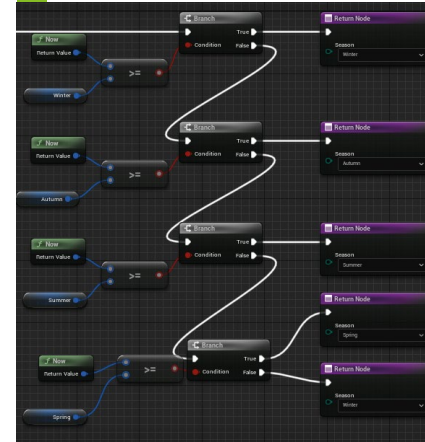 Branch
Return Node
Now
Return Value
True
Condition
False
Season
Winter
>=
Winter
Branch
Return Node
Now
Return Value
True
Condition
False
Season
Autumn
>=
Autumn
Branch
Return Node
Now
Return Value
True
Condition
False
Season
Summer
>=
Summer
Return Node
Season
Spring
Branch
Now
Return Value
True
>=
Condition
False
Return Node
Season
Winter
Spring